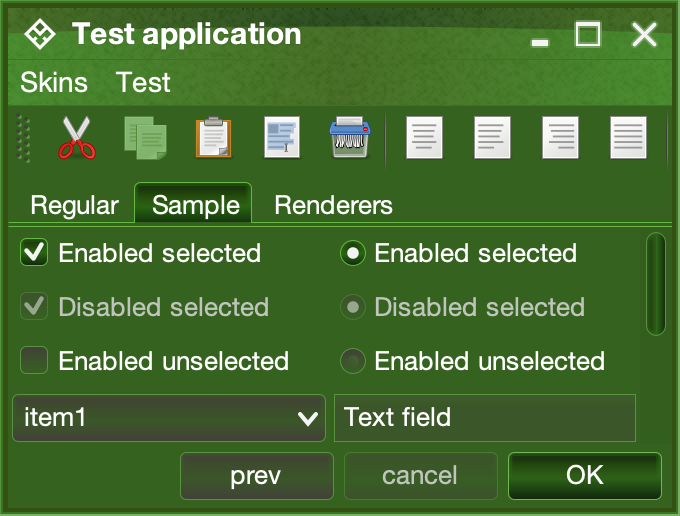 Test application
Skins Test
Regular Sample Renderers
Enabled selected Enabled selected
Disabled selected Disabled selected
Enabled unselected Enabled unselected
item1 Text field
prev cancel OK